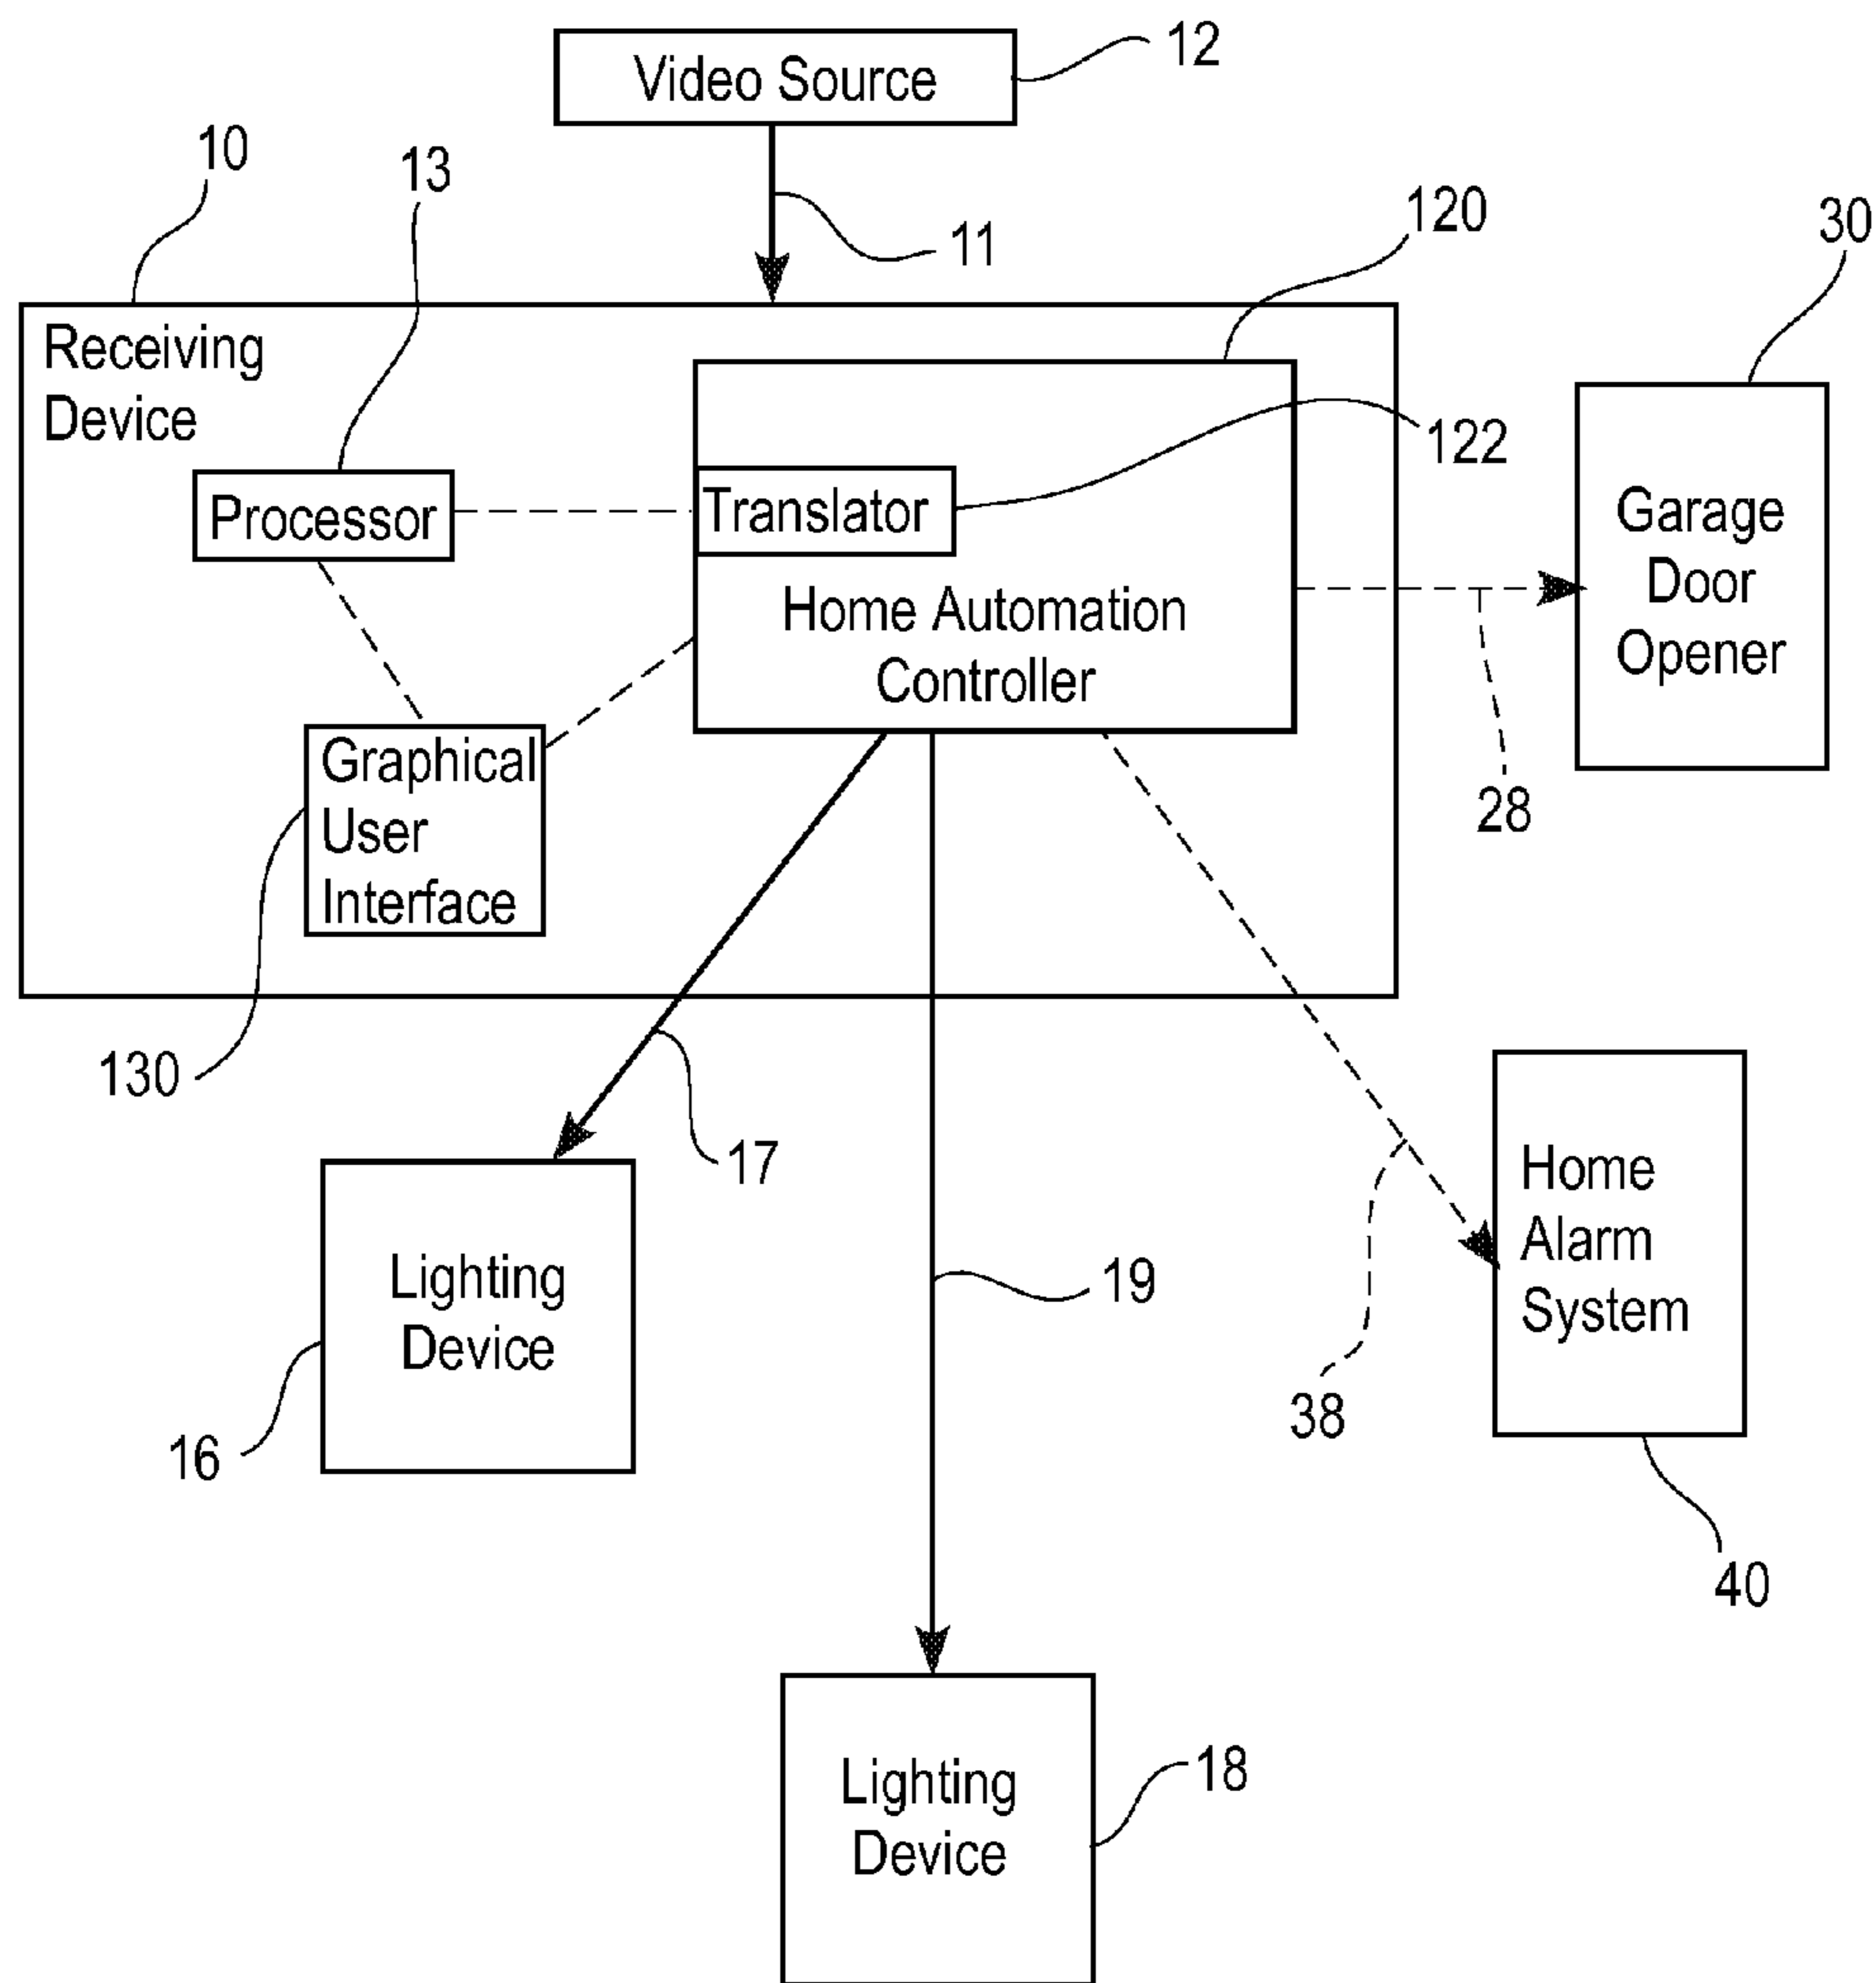 12
Video Source
10
13
11
120
30
Receiving
Device
122
Processor
Translator
Garage
Door
Opener
Home Automation
Controller
28
Graphical
User
Interface
130
17
Home
Alarm
System
Lighting
Device
19
38
16
40
18
Lighting
Device